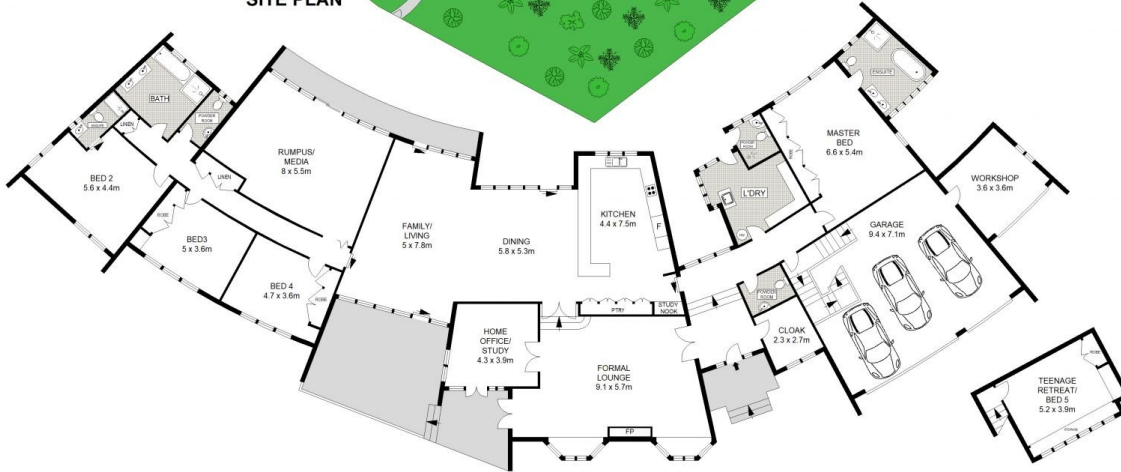 SITE PLAN
BATH
POWDER
ROOM
ENSUITE
LINEN
BED 2
5.6 x 4.4m
RUMPUS/
MEDIA
8 x 5.5m
LINEN
ROBE
BED3
5 x 3.6m
BED 4
4.7 x 3.6m
ROBE
FAMILY/
LIVING
5 x 7.8m
DINING
5.8 x 5.3m
KITCHEN
4.4 x 7.5m
F
PTRY
STUDY
NOOK
HOME
OFFICE/
STUDY
4.3 x 3.9m
FORMAL
LOUNGE
9.1 x 5.7m
FP
ENSUITE
MASTER
BED
6.6 x 5.4m
ROBE
POWDER
ROOM
L'DRY
WORKSHOP
3.6 x 3.6m
GARAGE
9.4 x 7.1m
POWDER
ROOM
CLOAK
2.3 x 2.7m
TEENAGE
RETREAT/
BED 5
5.2 x 3.9m
ROBE
STORAGE